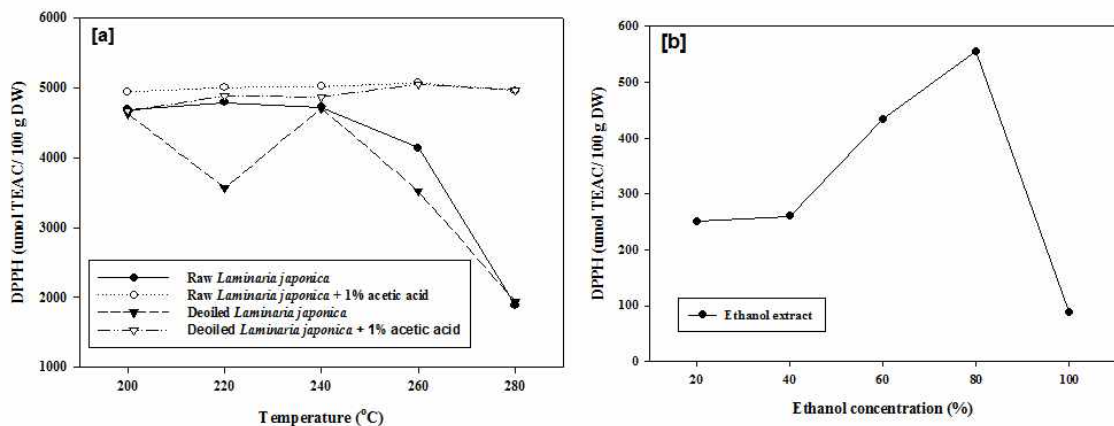 [a]
DPPH (umol TEAC/ 100 g DW)
6000
5000
4000
3000
2000
1000
Raw Laminaria japonica
Raw Laminaria japonica + 1% acetic acid
Deoiled Laminaria japonica
Deoiled Laminaria japonica + 1% acetic acid
200 220 240 260 280
Temperature (°C)
[b]
DPPH (umol TEAC/ 100 g DW)
600
500
400
300
200
100
0
Ethanol extract
20 40 60 80 100
Ethanol concentration (%)